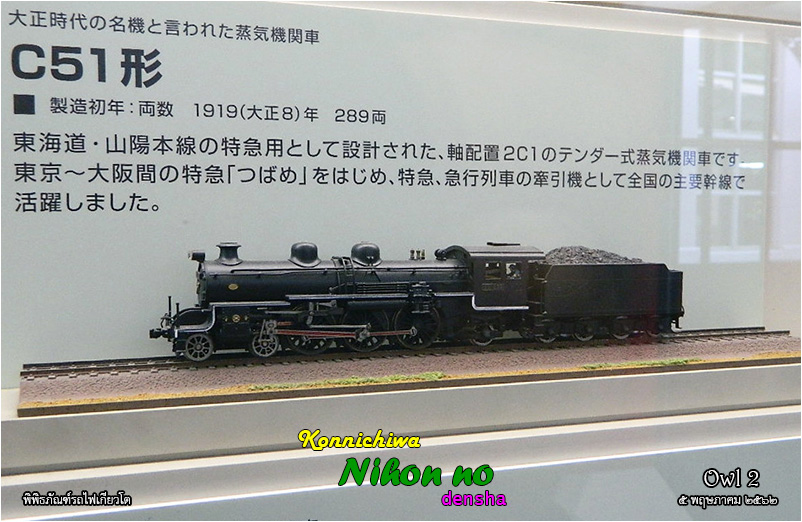 大正時代の名機と言われた蒸気機関車
C51形
■ 製造初年：両数 1919(大正8)年 289両
東海道・山陽本線の特急用として設計された、軸配置2C1のテンダー式蒸気機関車です。
東京～大阪間の特急「つばめ」をはじめ、特急、急行列車の牽引機として全国の主要幹線で
活躍しました。
Konnichiwa
Nihon no
densha
พิพิธภัณฑ์รถไฟเกียวโต
Owl 2
๕ พฤษภาคม ๒๕๖๒